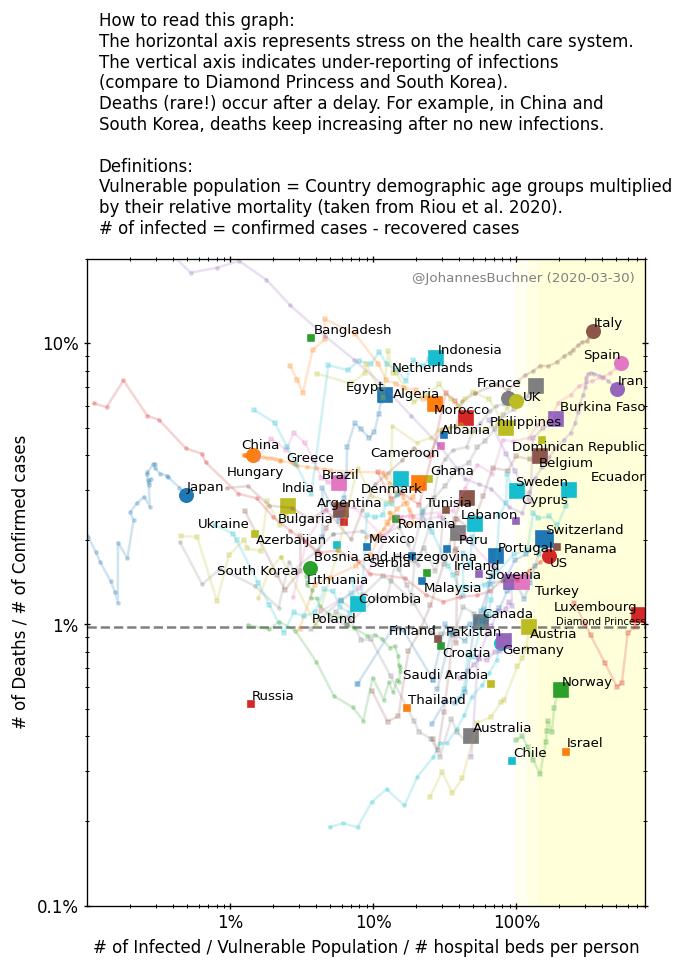 How to read this graph:
The horizontal axis represents stress on the health care system.
The vertical axis indicates under-reporting of infections
(compare to Diamond Princess and South Korea).
Deaths (rare!) occur after a delay. For example, in China and
South Korea, deaths keep increasing after no new infections.
Definitions:
Vulnerable population = Country demographic age groups multiplied
by their relative mortality (taken from Riou et al. 2020).
# of infected = confirmed cases - recovered cases
@JohannesBuchner (2020-03-30)
Italy
Bangladesh
10%
Indonesia
Spain
Netherlands
Iran
France
Egypt
Algeria
UK
Burkina Faso
Morocco
Philippines
Albania
China
Dominican Republic
Cameroon
Greece
Belgium
Hungary
Ghana
Brazil
Ecuador
Japan
India
Denmark
Sweden
Argentina
Tunisia
Cyprus
Bulgaria
Lebanon
Ukraine
Romania
Switzerland
Azerbaijan
Mexico
Peru
Portugal
Panama
Bosnia and Herzegovina
Serbia
Ireland
US
South Korea
Lithuania
Slovenia
Malaysia
Turkey
Colombia
Luxembourg
Poland
Canada
Diamond Princess
1%
Finland
Pakistan
Austria
Croatia
Germany
Saudi Arabia
Norway
Russia
Thailand
Australia
Israel
Chile
0.1%
1%
10%
100%
# of Deaths / # of Confirmed cases
# of Infected / Vulnerable Population / # hospital beds per person